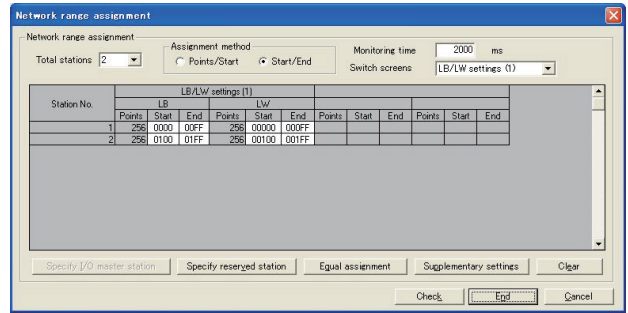 Network range assignment
Network range assignment
Total stations 2
Assignment method
Points/Start Start/End
Monitoring time 2000 ms
Switch screens LB/LW settings (1)
Station No. LB/LW settings (1)
LB LW
Points Start End Points Start End Points Start End Points Start End
1 256 0000 00FF 256 00000 000FF
2 256 0100 01FF 256 00100 001FF
Specify I/O master station Specify reserved station Equal assignment Supplementary settings Clear
Check End Cancel